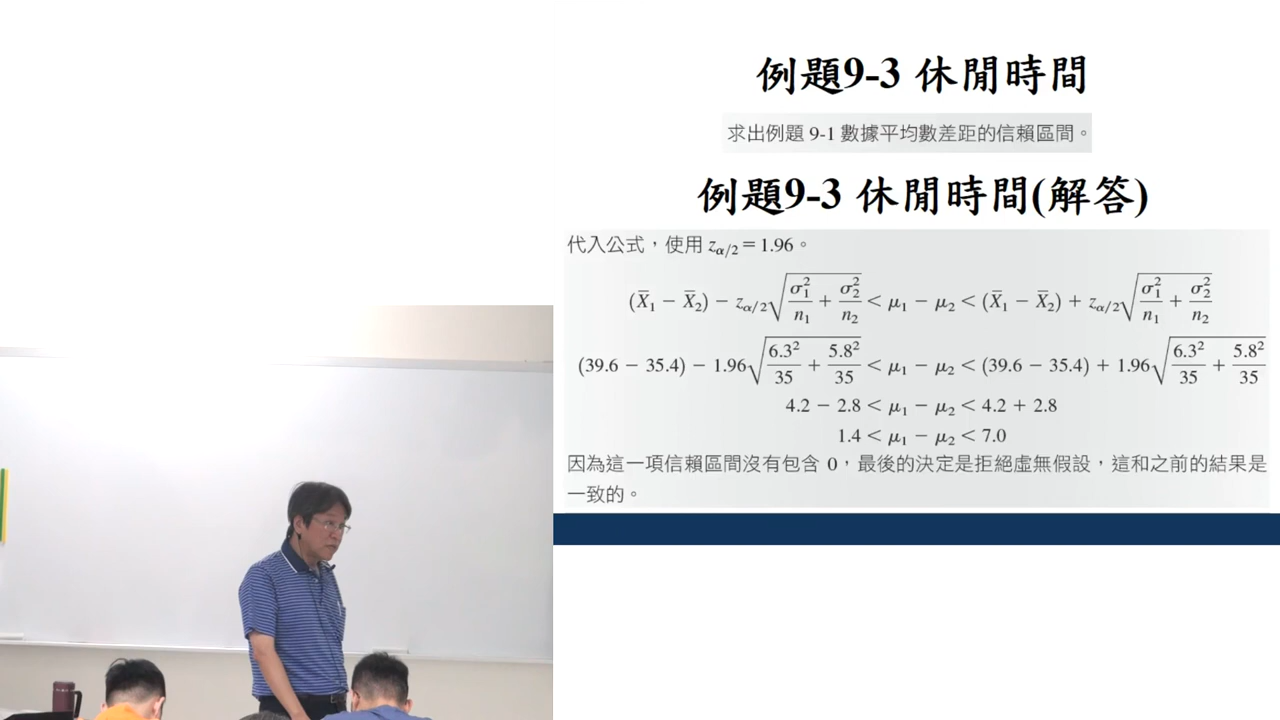 例題9-3 休閒時間
求出例題 9-1 數據平均數差距的信賴區間。
例題9-3 休閒時間(解答)
代入公式，使用 z_{α/2} = 1.96。
(X̄₁ − X̄₂) − z_{α/2}√(σ₁²/n₁ + σ₂²/n₂) < μ₁ − μ₂ < (X̄₁ − X̄₂) + z_{α/2}√(σ₁²/n₁ + σ₂²/n₂)
(39.6 − 35.4) − 1.96√(6.3²/35 + 5.8²/35) < μ₁ − μ₂ < (39.6 − 35.4) + 1.96√(6.3²/35 + 5.8²/35)
4.2 − 2.8 < μ₁ − μ₂ < 4.2 + 2.8
1.4 < μ₁ − μ₂ < 7.0
因為這一項信賴區間沒有包含 0，最後的決定是拒絕虛無假設，這和之前的結果是
一致的。